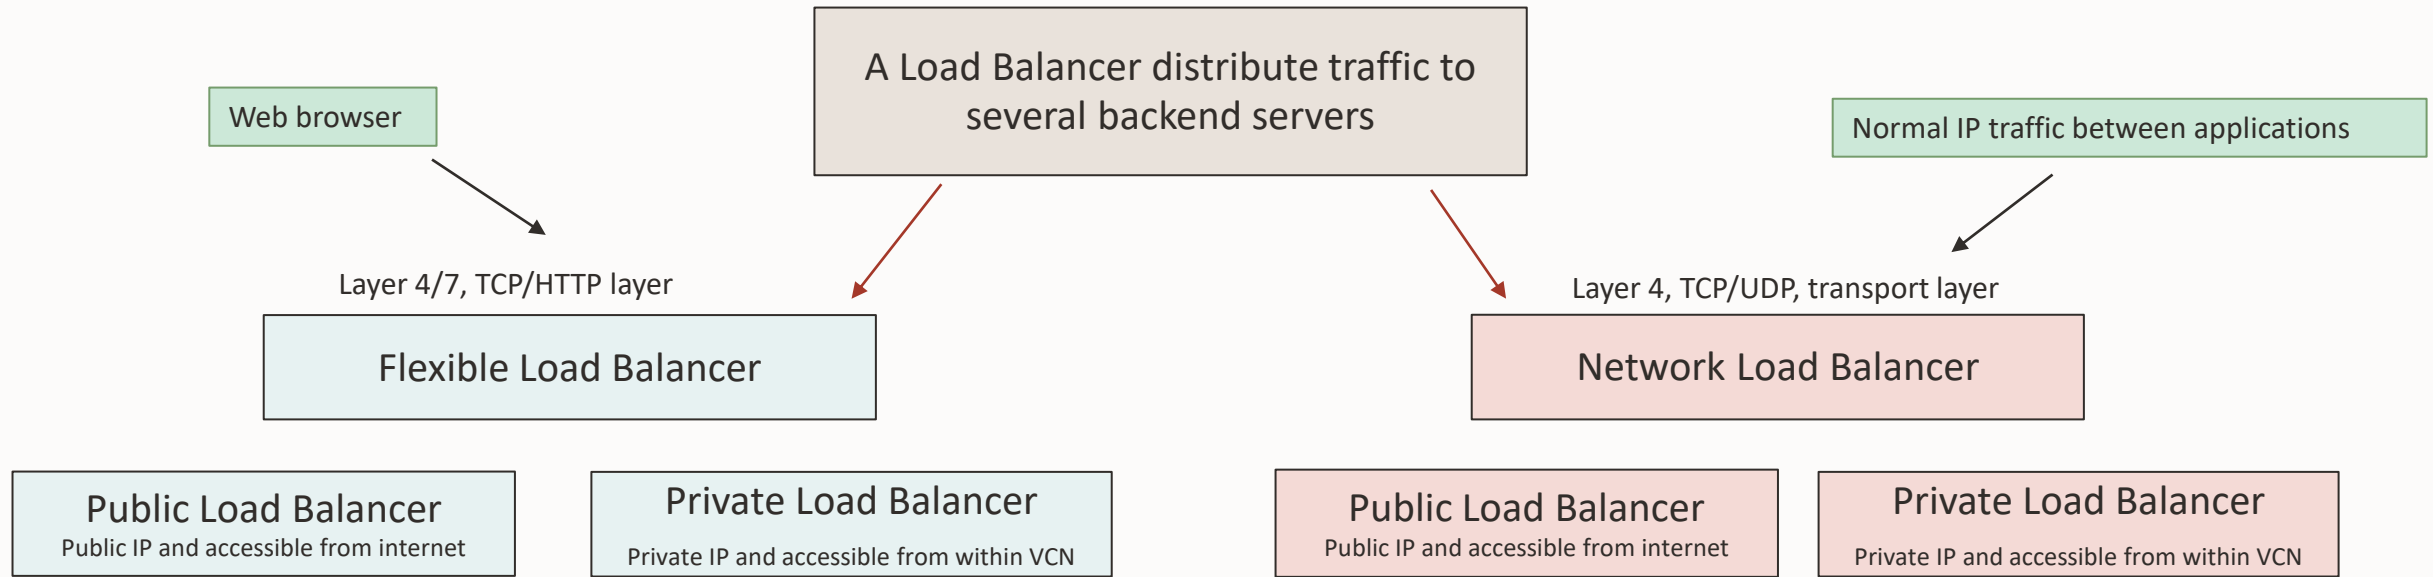 A Load Balancer distribute traffic to
several backend servers
Web browser
Normal IP traffic between applications
Layer 4/7, TCP/HTTP layer
Flexible Load Balancer
Layer 4, TCP/UDP, transport layer
Network Load Balancer
Public Load Balancer
Public IP and accessible from internet
Private Load Balancer
Private IP and accessible from within VCN
Public Load Balancer
Public IP and accessible from internet
Private Load Balancer
Private IP and accessible from within VCN